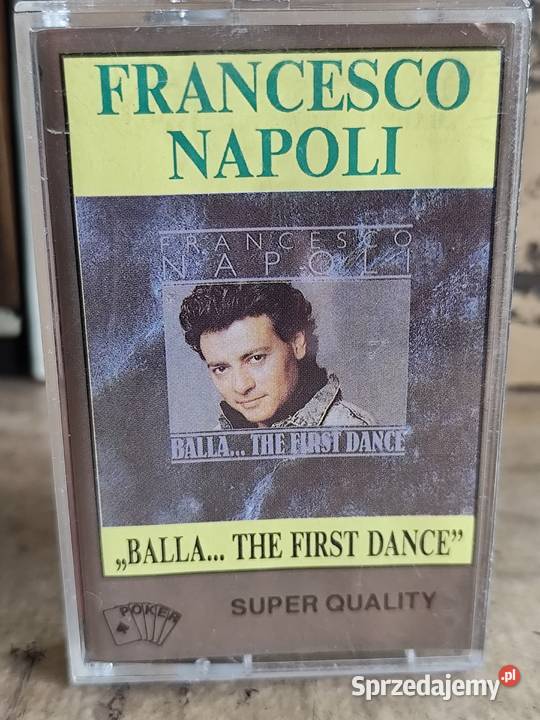 FRANCESCO
NAPOLI
FRANCESCO
NAPOLI
BALLA... THE FIRST DANCE
„BALLA... THE FIRST DANCE”
POKER
SUPER QUALITY
Sprzedajemy.pl